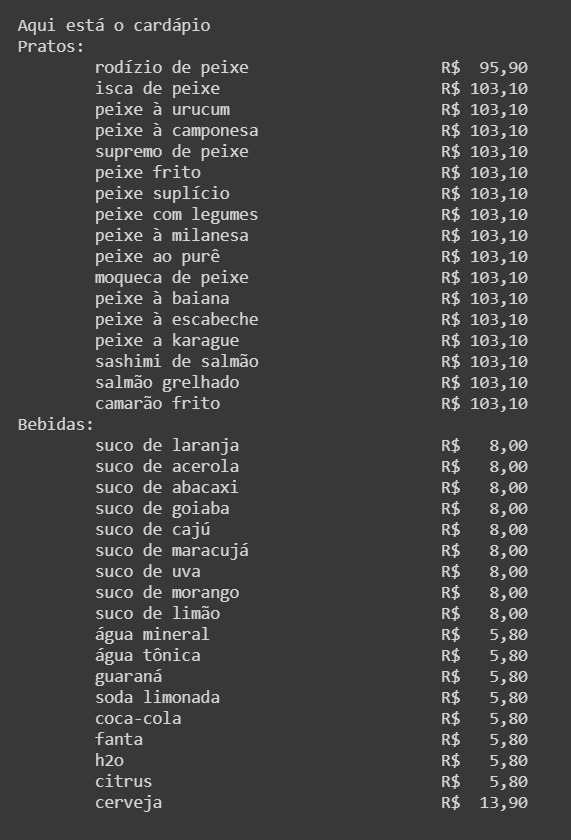 Aqui está o cardápio
Pratos:
rodízio de peixe R$ 95,90
isca de peixe R$ 103,10
peixe à urucum R$ 103,10
peixe à camponesa R$ 103,10
supremo de peixe R$ 103,10
peixe frito R$ 103,10
peixe suplício R$ 103,10
peixe com legumes R$ 103,10
peixe à milanesa R$ 103,10
peixe ao purê R$ 103,10
moqueca de peixe R$ 103,10
peixe à baiana R$ 103,10
peixe à escabeche R$ 103,10
peixe a karague R$ 103,10
sashimi de salmão R$ 103,10
salmão grelhado R$ 103,10
camarão frito R$ 103,10
Bebidas:
suco de laranja R$ 8,00
suco de acerola R$ 8,00
suco de abacaxi R$ 8,00
suco de goiaba R$ 8,00
suco de cajú R$ 8,00
suco de maracujá R$ 8,00
suco de uva R$ 8,00
suco de morango R$ 8,00
suco de limão R$ 8,00
água mineral R$ 5,80
água tônica R$ 5,80
guaraná R$ 5,80
soda limonada R$ 5,80
coca-cola R$ 5,80
fanta R$ 5,80
h2o R$ 5,80
citrus R$ 5,80
cerveja R$ 13,90